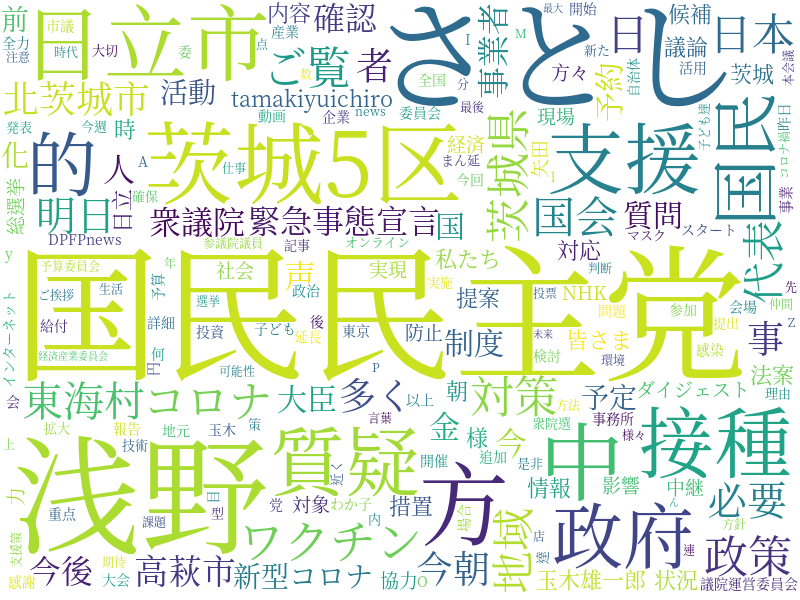 前
日立市
市議
全力
注意
時代
大切
委
点
ご覧
産業
内容
確認
者
さとし
I
M
最大
開始
候補
日
日本
事業者
議論
新た
活用
自治体
茨城
本会議
北茨城市
活動
tamakiyuichiro
方々
予約
全国
分
最後
数
動画
企業
news
委員会
現場
発表
今週
時
化
的
人
A
仕事
茨城5区
経済
まん延
今回
矢田
茨城県
支援
子ども達
コロナ禍
昨日
国民
総選挙
明日
日立
確保
DPFPnews
衆議院
緊急事態宣言
国
国会
質問
代表
事業
マスク
スタート
参議院議員
記事
オンライン
対応
判断
先
y
予算委員会
ご挨拶
生活
予算
年
社会
声
政治
実現
私たち
実施
提案
NHK
投票
問題
参加
会場
仲間
Z
国民民主党
インターネット
給付
詳細
何
円
選挙
投資
子ども
延長
東京
後
防止
制度
皆さま
未来
検討
環境
提出
感染
事
経済産業委員会
可能性
P
会
東海村
コロナ
大臣
多く
以上
朝
対策
予定
ダイジェスト
法案
理由
上
拡大
報告
技術
地元
玉木
策
言葉
金
様
今
追加
衆院選
方法
事務所
様々
浅野
質疑
方
開催
是非
中
接種
力
重点
課題
目
型
党
対象
わか子
内
近く
措置
場合
情報
影響
中継
ん
必要
方針
支援策
ワクチン
地域
店
達
政府
連
政策
今後
感謝
期待
大会
高萩市
新型コロナ
協力
O
今朝
玉木雄一郎
状況
議院運営委員会